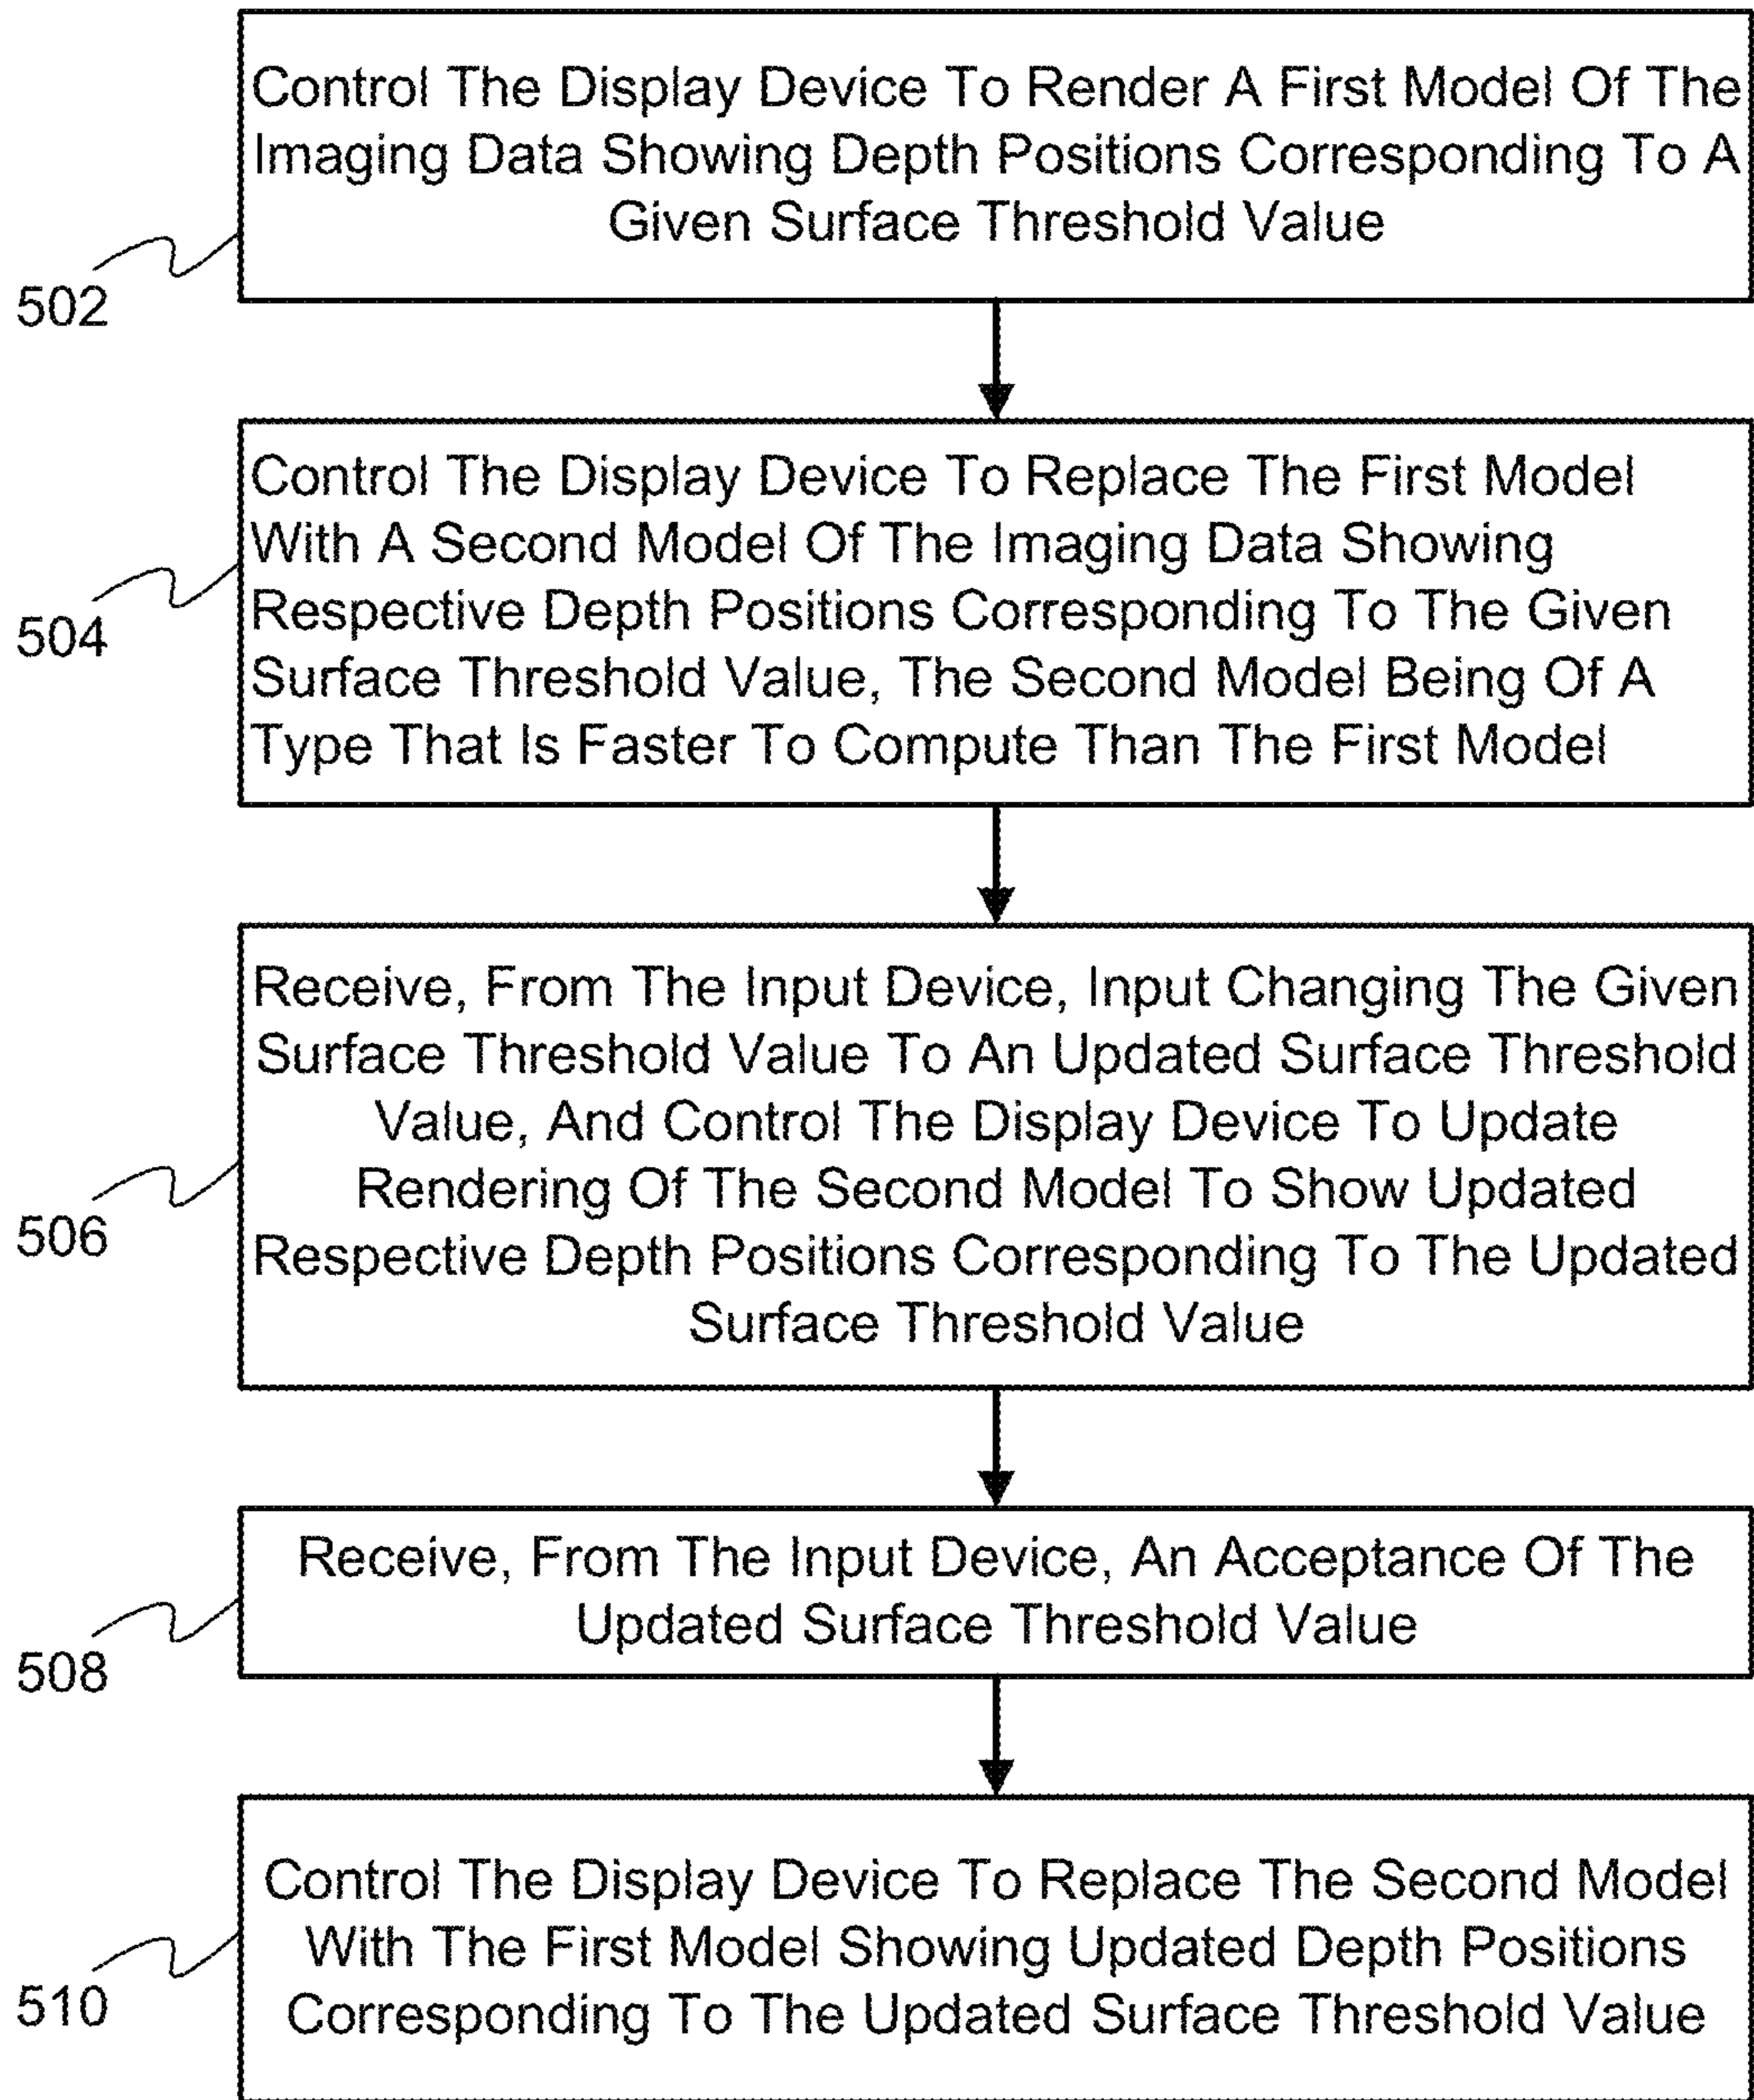 Control The Display Device To Render A First Model Of The
Imaging Data Showing Depth Positions Corresponding To A
Given Surface Threshold Value
502
Control The Display Device To Replace The First Model
With A Second Model Of The Imaging Data Showing
Respective Depth Positions Corresponding To The Given
Surface Threshold Value, The Second Model Being Of A
Type That Is Faster To Compute Than The First Model
504
Receive, From The Input Device, Input Changing The Given
Surface Threshold Value To An Updated Surface Threshold
Value, And Control The Display Device To Update
Rendering Of The Second Model To Show Updated
Respective Depth Positions Corresponding To The Updated
Surface Threshold Value
506
Receive, From The Input Device, An Acceptance Of The
Updated Surface Threshold Value
508
Control The Display Device To Replace The Second Model
With The First Model Showing Updated Depth Positions
Corresponding To The Updated Surface Threshold Value
510